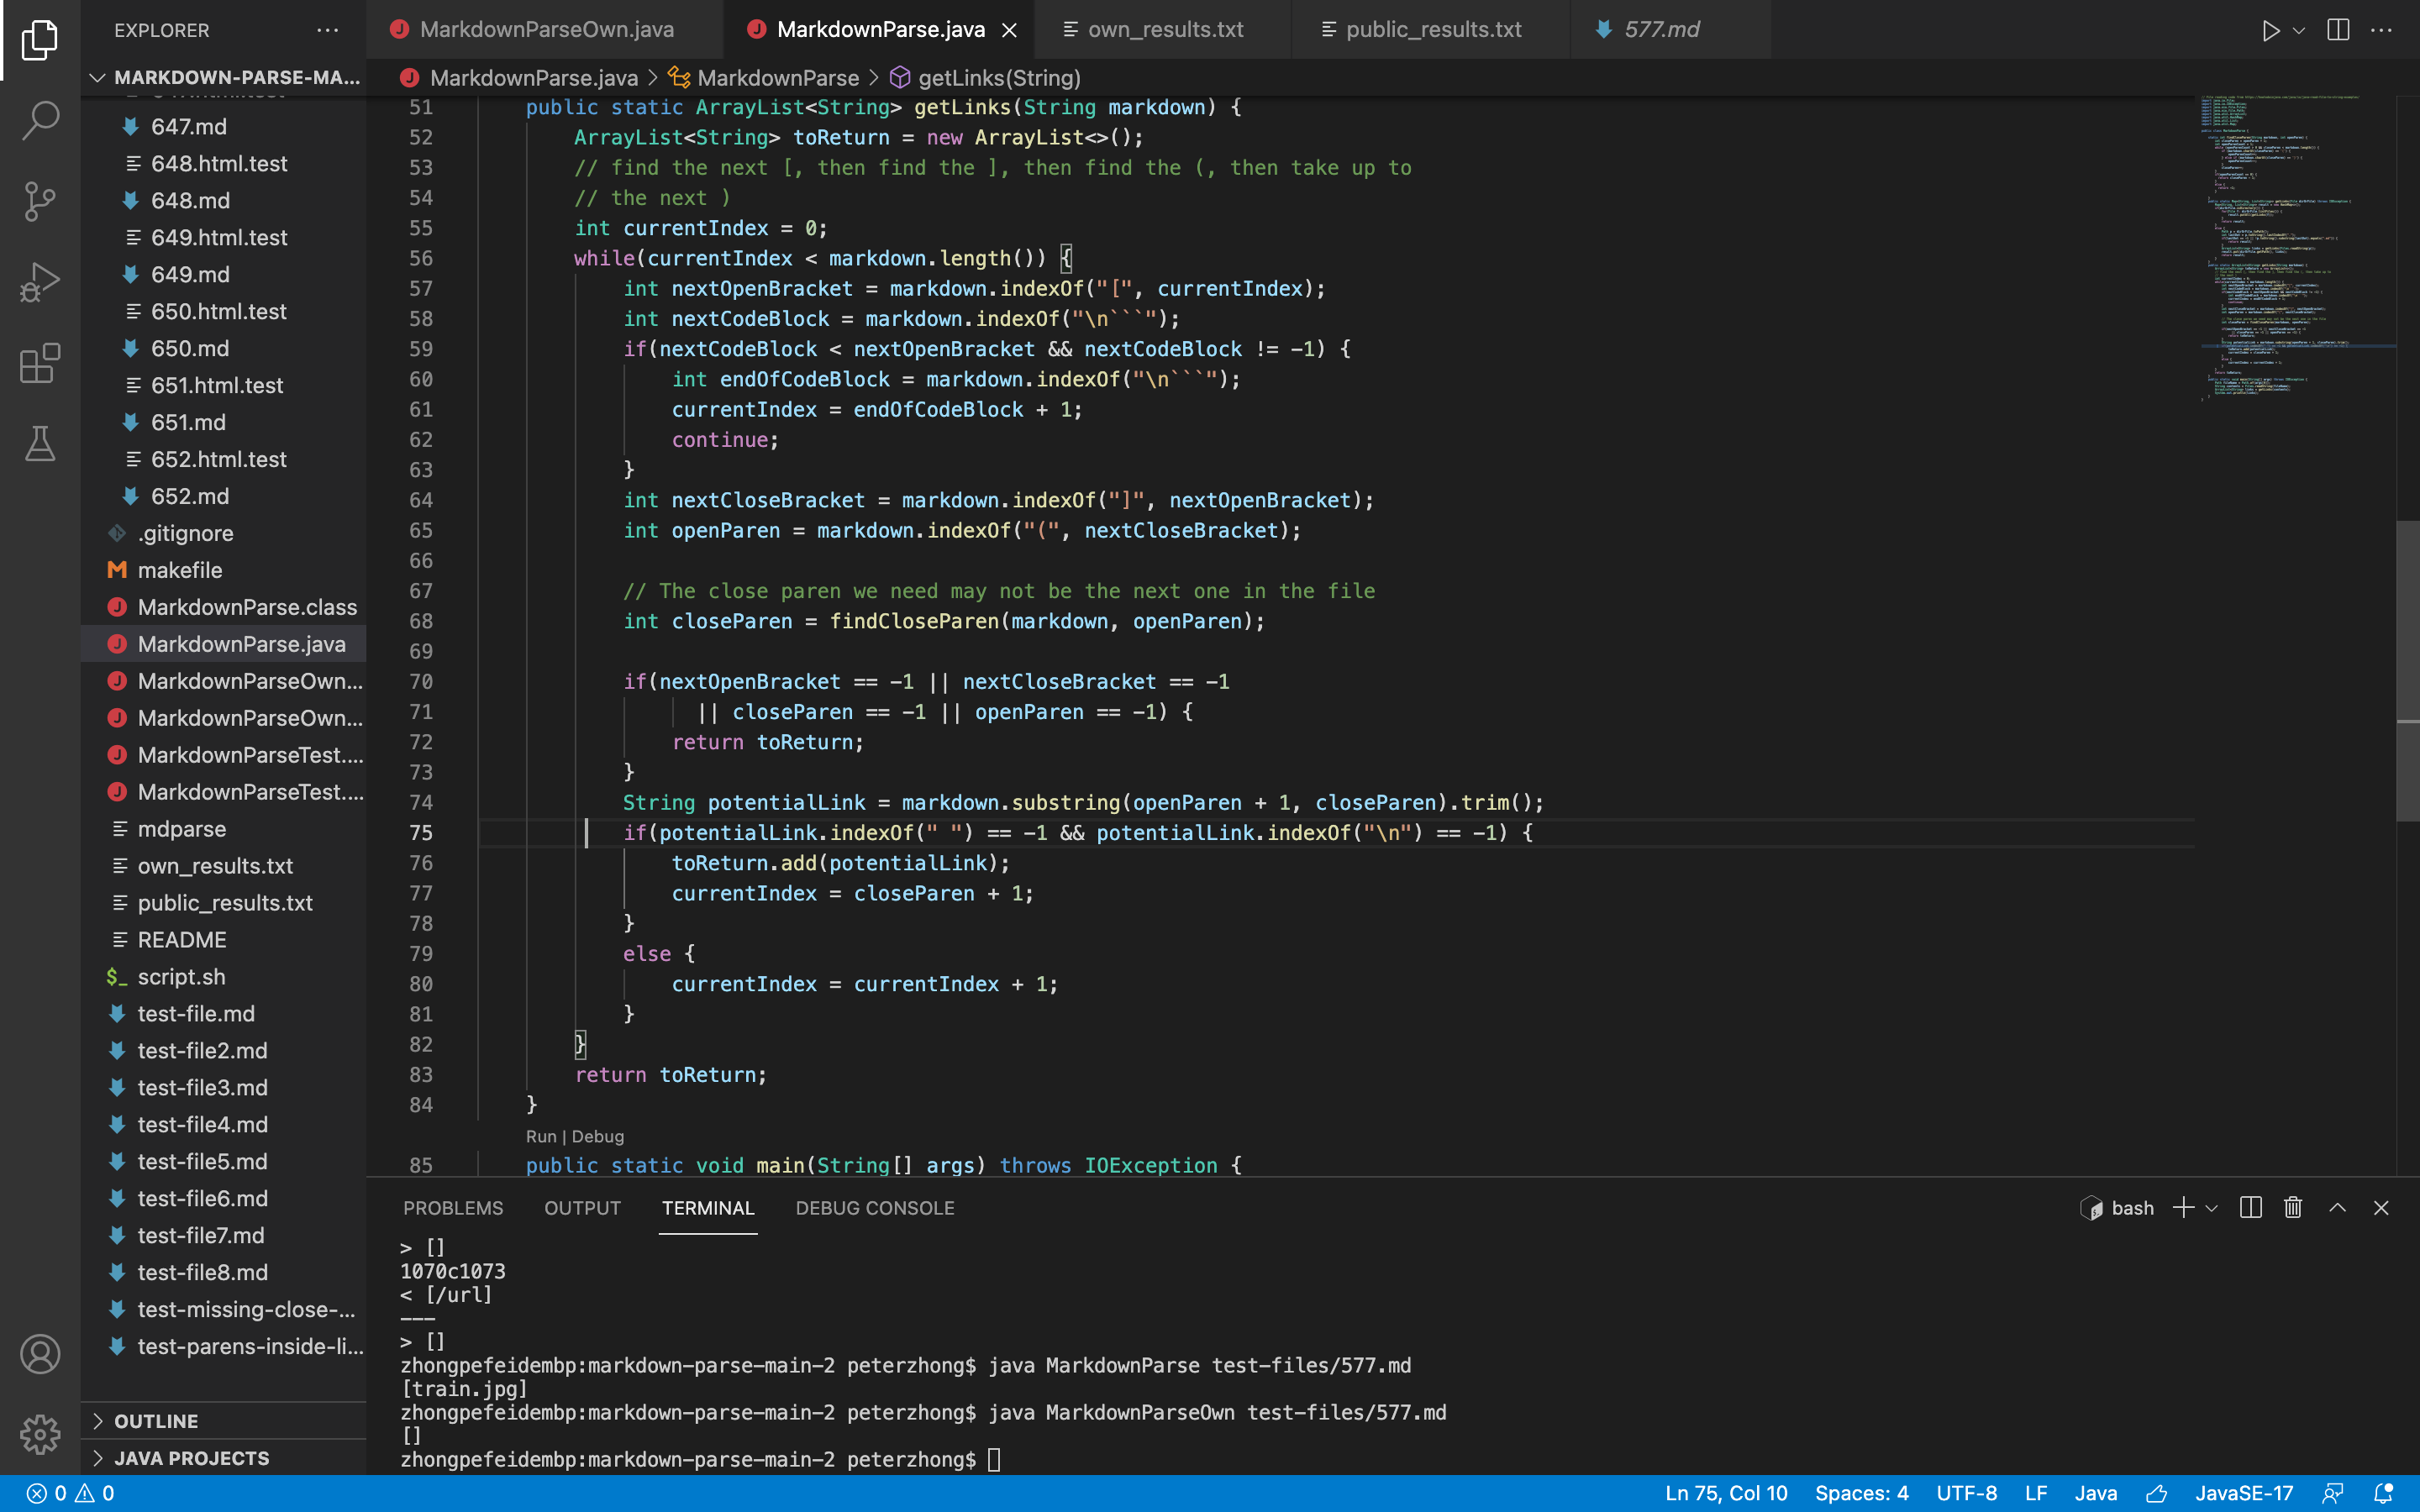 EXPLORER
MARKDOWN-PARSE-MA...
647.md
648.html.test
648.md
649.html.test
649.md
650.html.test
650.md
651.html.test
651.md
652.html.test
652.md
.gitignore
makefile
MarkdownParse.class
MarkdownParse.java
MarkdownParseOwn...
MarkdownParseOwn...
MarkdownParseTest....
MarkdownParseTest....
mdparse
own_results.txt
public_results.txt
README
script.sh
test-file.md
test-file2.md
test-file3.md
test-file4.md
test-file5.md
test-file6.md
test-file7.md
test-file8.md
test-missing-close-...
test-parens-inside-li...
OUTLINE
JAVA PROJECTS
MarkdownParseOwn.java
MarkdownParse.java
own_results.txt
public_results.txt
577.md
MarkdownParse.java > MarkdownParse > getLinks(String)
51 public static ArrayList<String> getLinks(String markdown) {
52 ArrayList<String> toReturn = new ArrayList<>();
53 // find the next [, then find the ], then find the (, then take up to
54 // the next )
55 int currentIndex = 0;
56 while(currentIndex < markdown.length()) {
57 int nextOpenBracket = markdown.indexOf("[", currentIndex);
58 int nextCodeBlock = markdown.indexOf("\n```");
59 if(nextCodeBlock < nextOpenBracket && nextCodeBlock != -1) {
60 int endOfCodeBlock = markdown.indexOf("\n```");
61 currentIndex = endOfCodeBlock + 1;
62 continue;
63 }
64 int nextCloseBracket = markdown.indexOf("]", nextOpenBracket);
65 int openParen = markdown.indexOf("(", nextCloseBracket);
66
67 // The close paren we need may not be the next one in the file
68 int closeParen = findCloseParen(markdown, openParen);
69
70 if(nextOpenBracket == -1 || nextCloseBracket == -1
71 || closeParen == -1 || openParen == -1) {
72 return toReturn;
73 }
74 String potentialLink = markdown.substring(openParen + 1, closeParen).trim();
75 if(potentialLink.indexOf(" ") == -1 && potentialLink.indexOf("\n") == -1) {
76 toReturn.add(potentialLink);
77 currentIndex = closeParen + 1;
78 }
79 else {
80 currentIndex = currentIndex + 1;
81 }
82 }
83 return toReturn;
84 }
Run | Debug
85 public static void main(String[] args) throws IOException {
PROBLEMS OUTPUT TERMINAL DEBUG CONSOLE
bash
> []
1070c1073
< [/url]
---
> []
zhongpefeidembp:markdown-parse-main-2 peterzhong$ java MarkdownParse test-files/577.md
[train.jpg]
zhongpefeidembp:markdown-parse-main-2 peterzhong$ java MarkdownParseOwn test-files/577.md
[]
zhongpefeidembp:markdown-parse-main-2 peterzhong$
0 0
Ln 75, Col 10 Spaces: 4 UTF-8 LF Java JavaSE-17